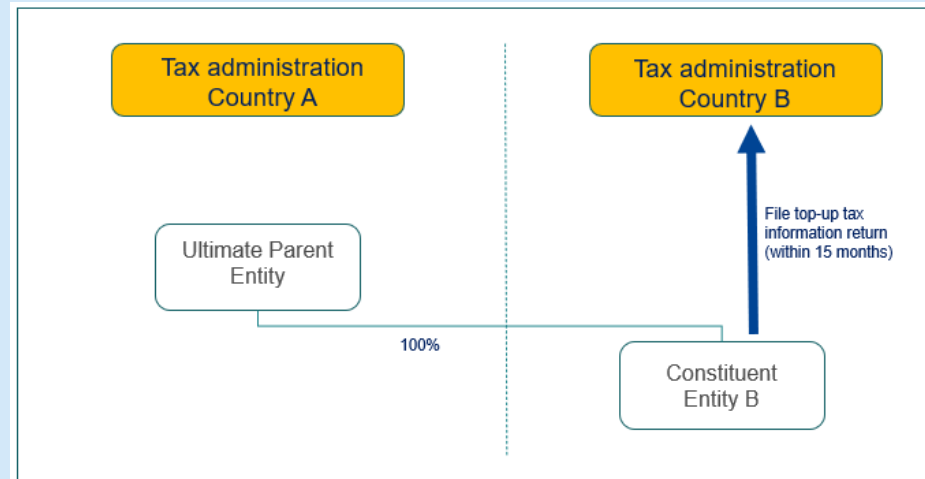 Tax administration
Country A
Tax administration
Country B
File top-up tax
information return
(within 15 months)
Ultimate Parent
Entity
100%
Constituent
Entity B